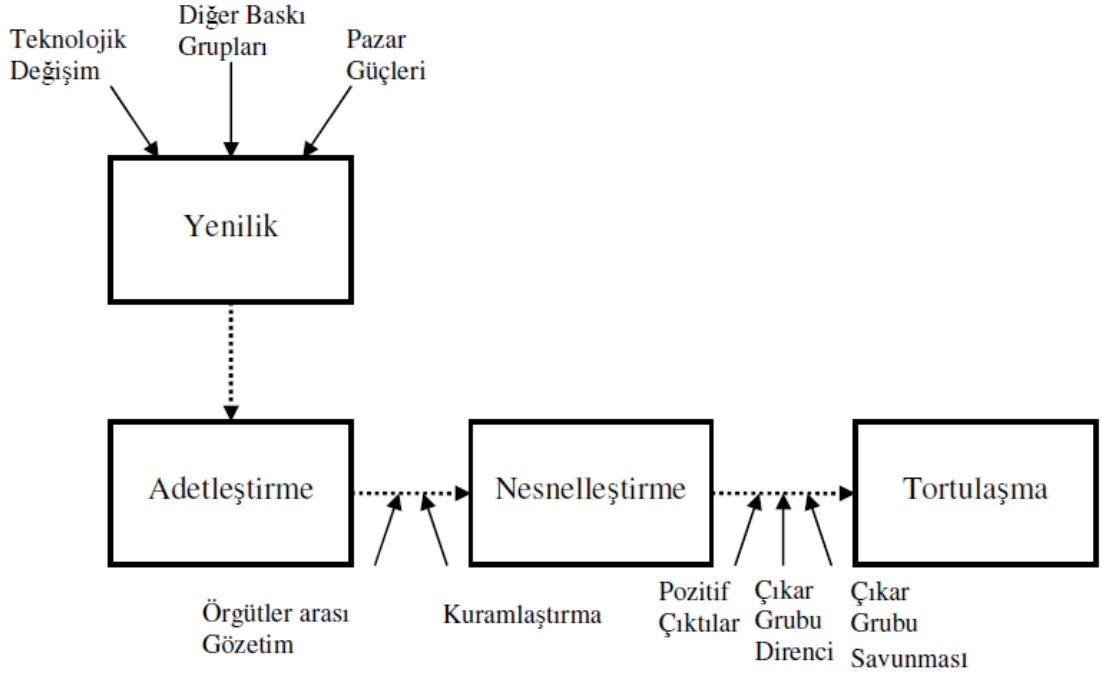 Teknolojik
Değişim
Diğer Baskı
Grupları
Pazar
Güçleri
Yenilik
Adetleştirme
Nesnelleştirme
Tortulaşma
Örgütler arası
Gözetim
Kuramlaştırma
Pozitif
Çıktılar
Çıkar
Grubu
Direnci
Çıkar
Grubu
Savunması